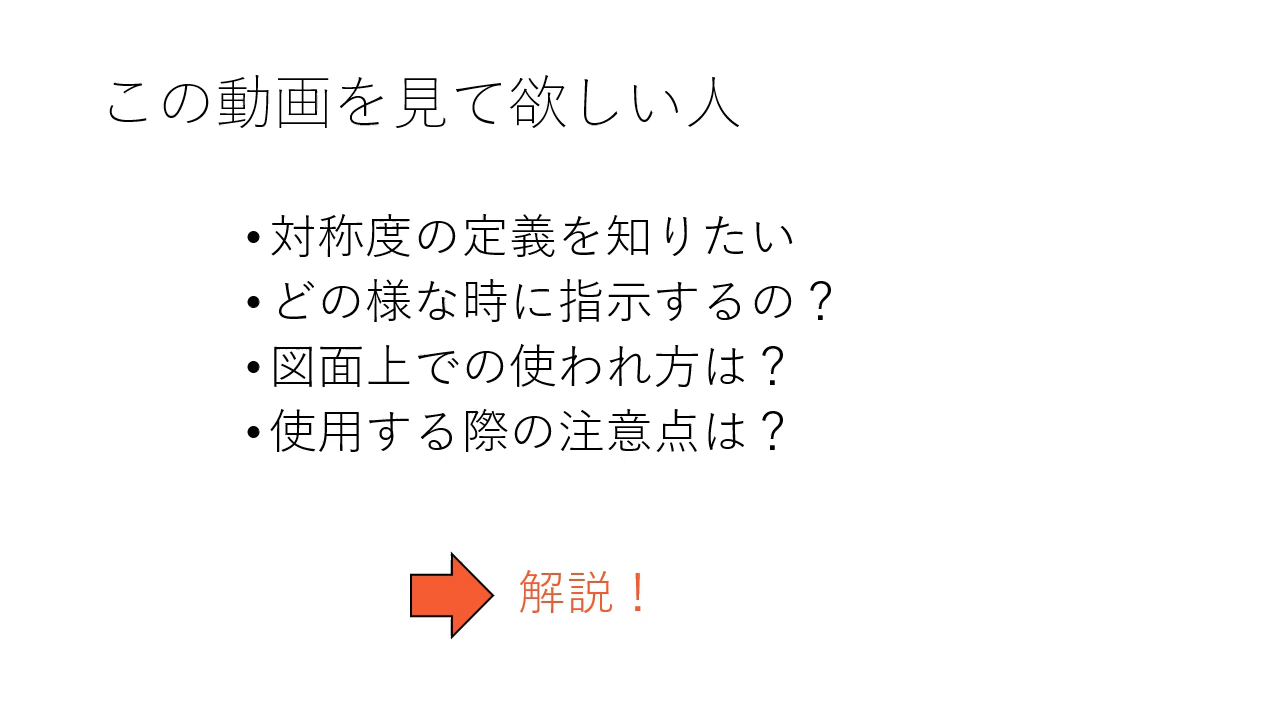 この動画を見て欲しい人
•対称度の定義を知りたい
•どの様な時に指示するの？
•図面上での使われ方は？
•使用する際の注意点は？
解説！